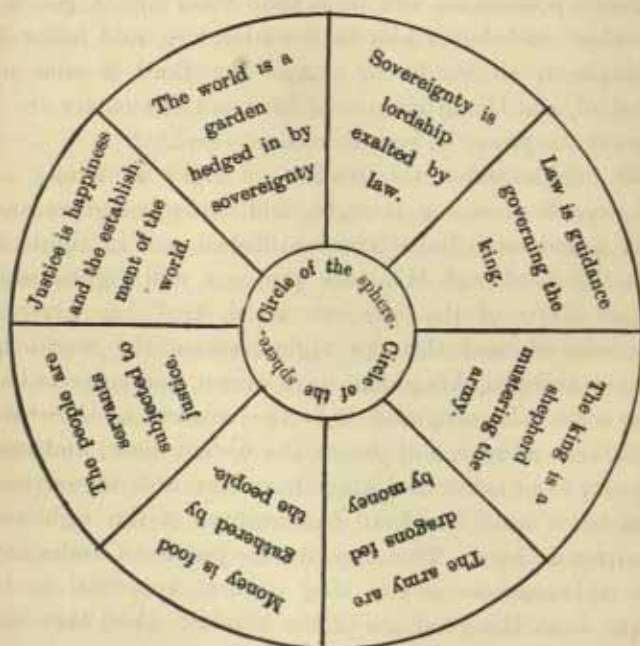 The world is a
garden
hedged in by
sovereignty
Sovereignty is
lordship
exalted by
law.
Law is guidance
governing the
king.
The king is a
shepherd
mustering the
army.
The army are
dragons fed
by money
Money is food
gathered by
the people.
The people are
servants
subjected to
justice.
Justice is happiness
and the establish-
ment of the
world.
Circle of the sphere. Circle of the sphere.